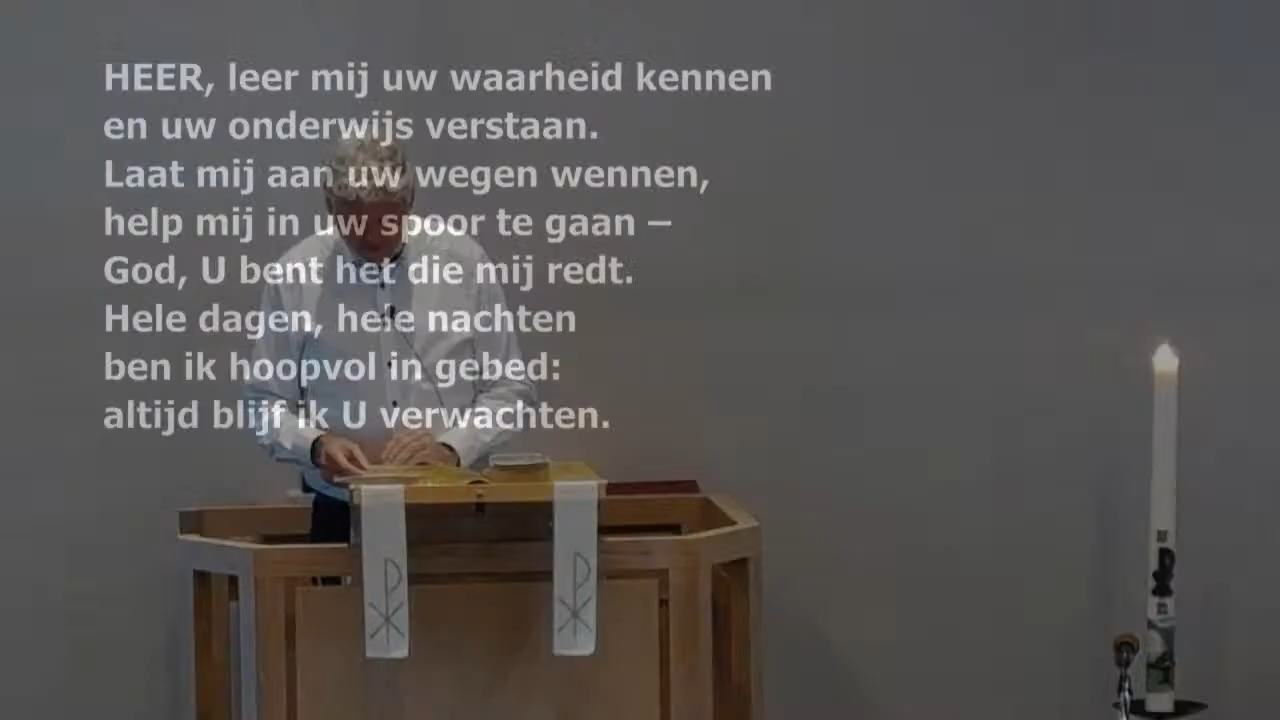 HEER, leer mij uw waarheid kennen
en uw onderwijs verstaan.
Laat mij aan uw wegen wennen,
help mij in uw spoor te gaan –
God, U bent het die mij redt.
Hele dagen, hele nachten
ben ik hoopvol in gebed:
altijd blijf ik U verwachten.